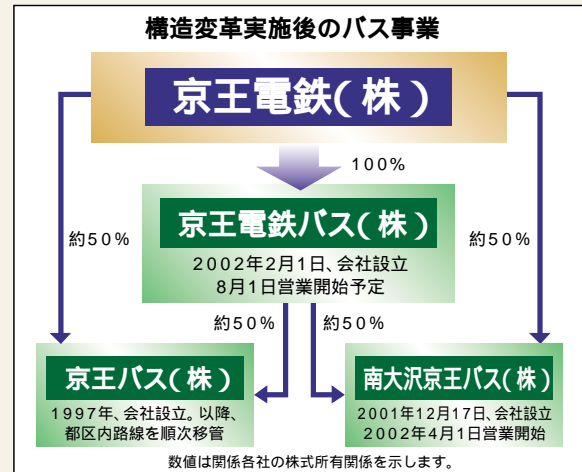 構造変革実施後のバス事業
京王電鉄(株)
100%
京王電鉄バス(株)
2002年2月1日、会社設立
8月1日営業開始予定
約50%
約50%
約50%
約50%
京王バス(株)
1997年、会社設立。以降、
都区内路線を順次移管
南大沢京王バス(株)
2001年12月17日、会社設立
2002年4月1日営業開始
数値は関係各社の株式所有関係を示します。